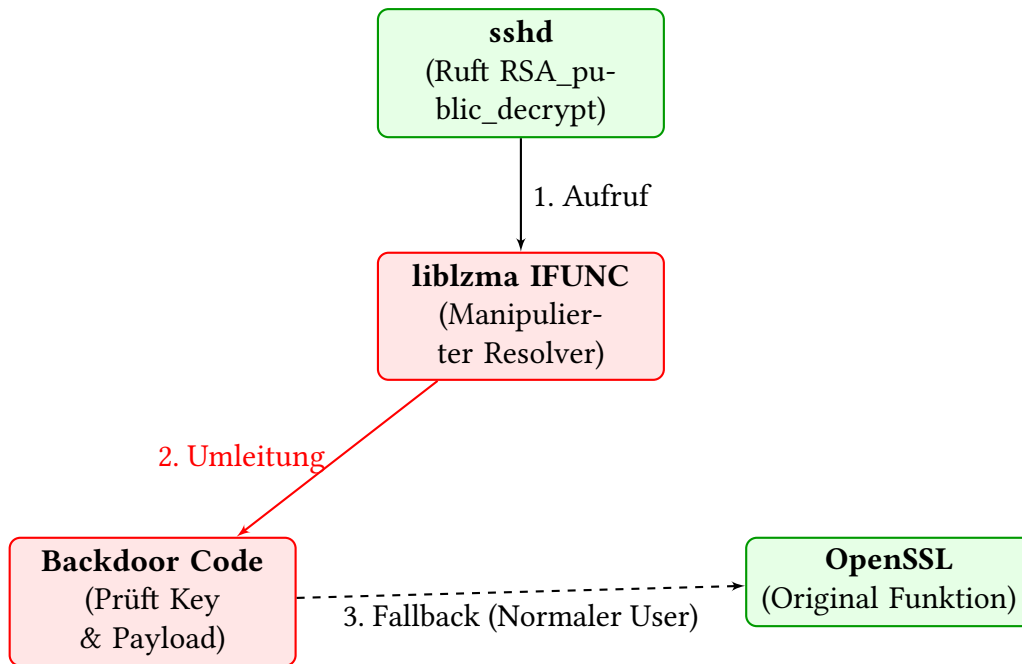 sshd
(Ruft RSA_pu-
blic_decrypt)
1. Aufruf
liblzma IFUNC
(Manipulier-
ter Resolver)
2. Umleitung
Backdoor Code
(Prüft Key
& Payload)
3. Fallback (Normaler User)
OpenSSL
(Original Funktion)